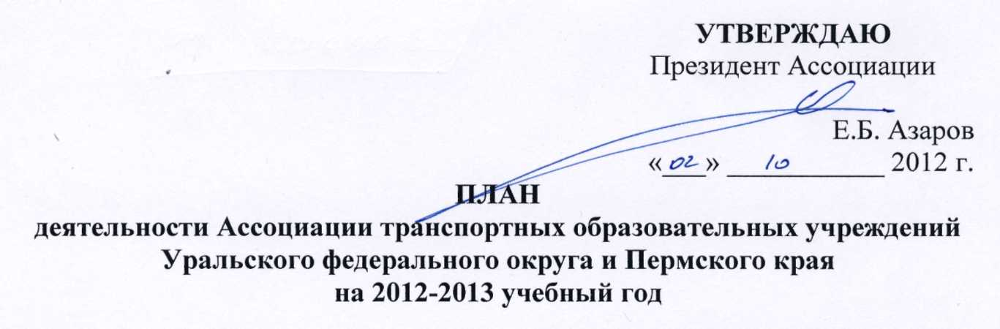 УТВЕРЖДАЮ
Президент Ассоциации
Е.Б. Азаров
«02» 10 2012 г.
ПЛАН
деятельности Ассоциации транспортных образовательных учреждений
Уральского федерального округа и Пермского края
на 2012-2013 учебный год